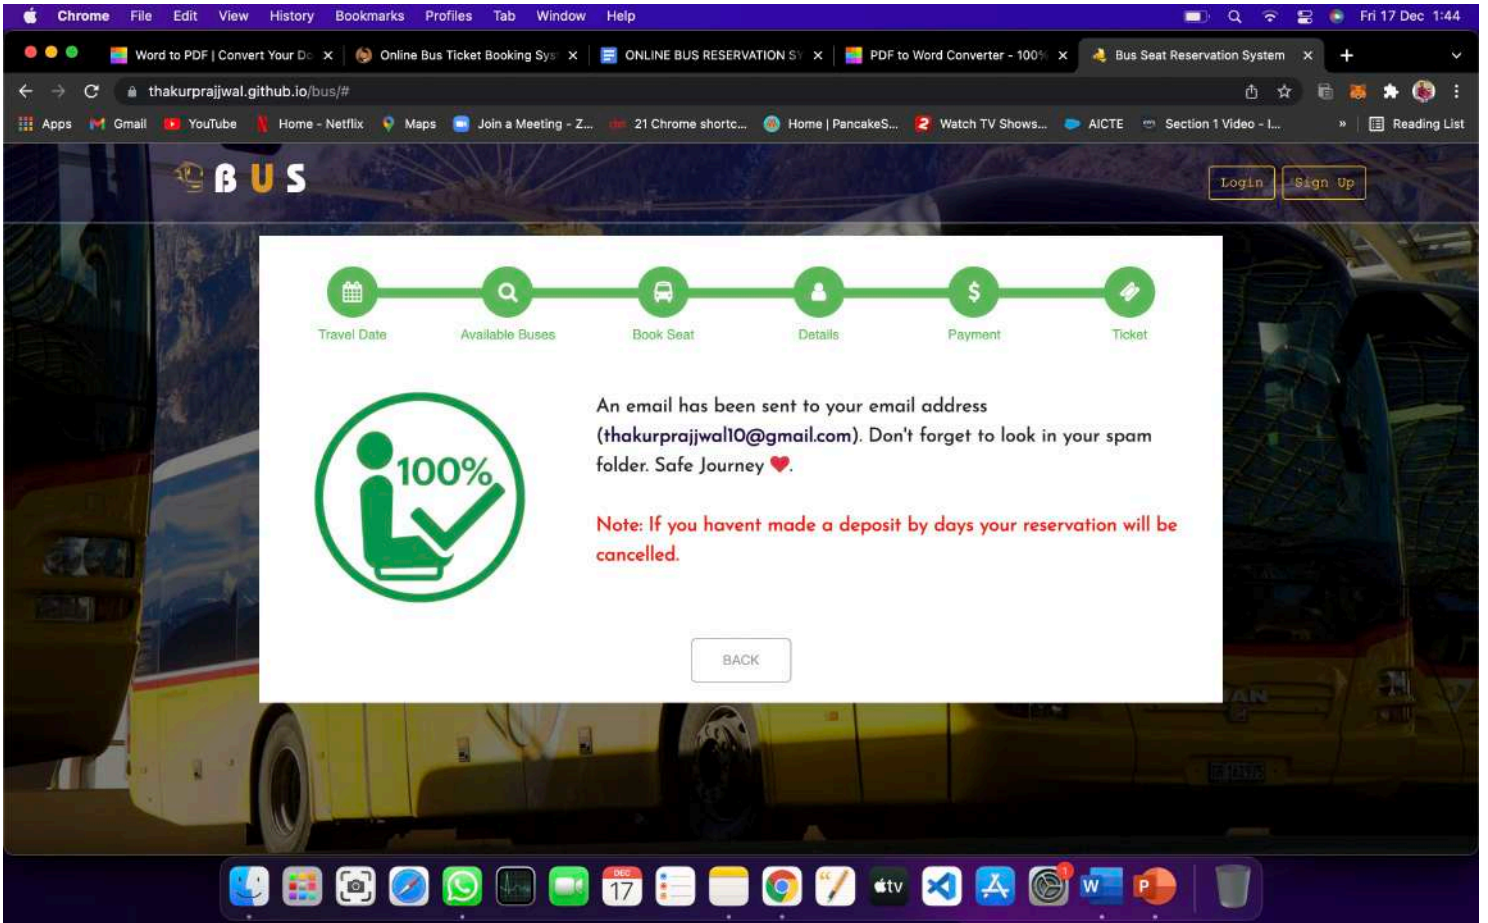 Chrome File Edit View History Bookmarks Profiles Tab Window Help Fri 17 Dec 1:44
Word to PDF | Convert Your Do Online Bus Ticket Booking Sys ONLINE BUS RESERVATION SY PDF to Word Converter - 100% Bus Seat Reservation System
thakurprajjwal.github.io/bus/#
Apps Gmail YouTube Home - Netflix Maps Join a Meeting - Z... 21 Chrome shortc... Home | PancakeS... Watch TV Shows... AICTE Section 1 Video - I... » Reading List
BUS Login Sign Up
Travel Date Available Buses Book Seat Details Payment Ticket
100%
An email has been sent to your email address
(thakurprajjwal10@gmail.com). Don't forget to look in your spam
folder. Safe Journey ❤.
Note: If you havent made a deposit by days your reservation will be
cancelled.
BACK
DEC
17
tv
1
W
P